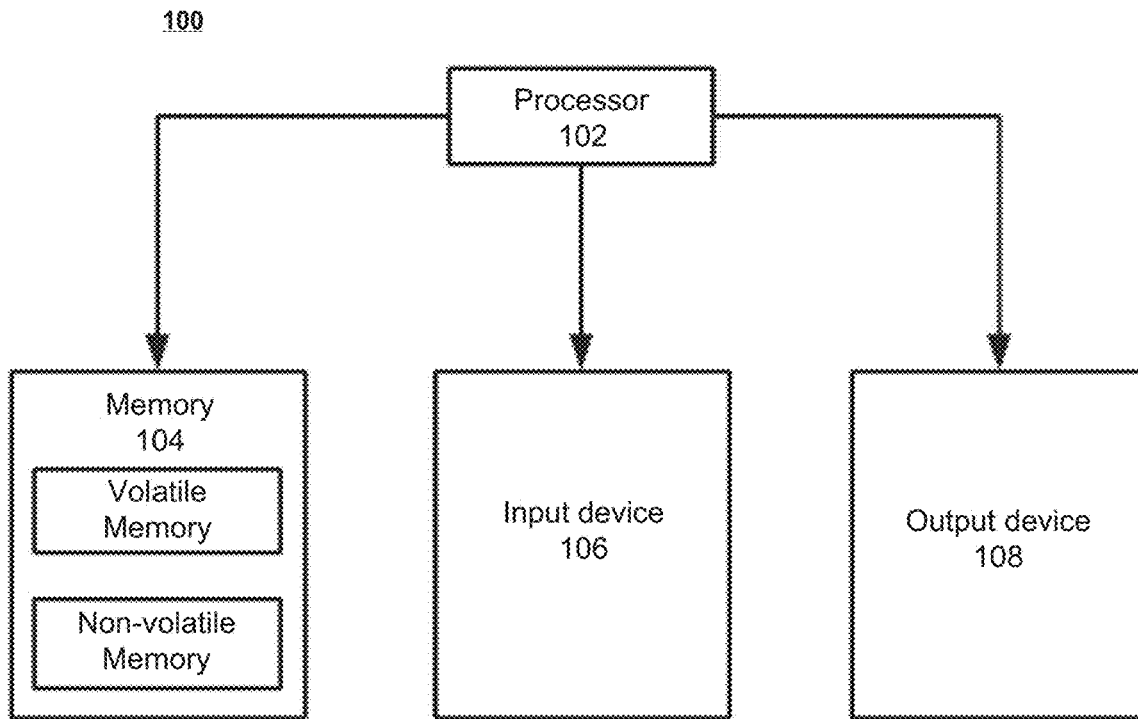 100
Processor
102
Memory
104
Volatile
Memory
Non-volatile
Memory
Input device
106
Output device
108